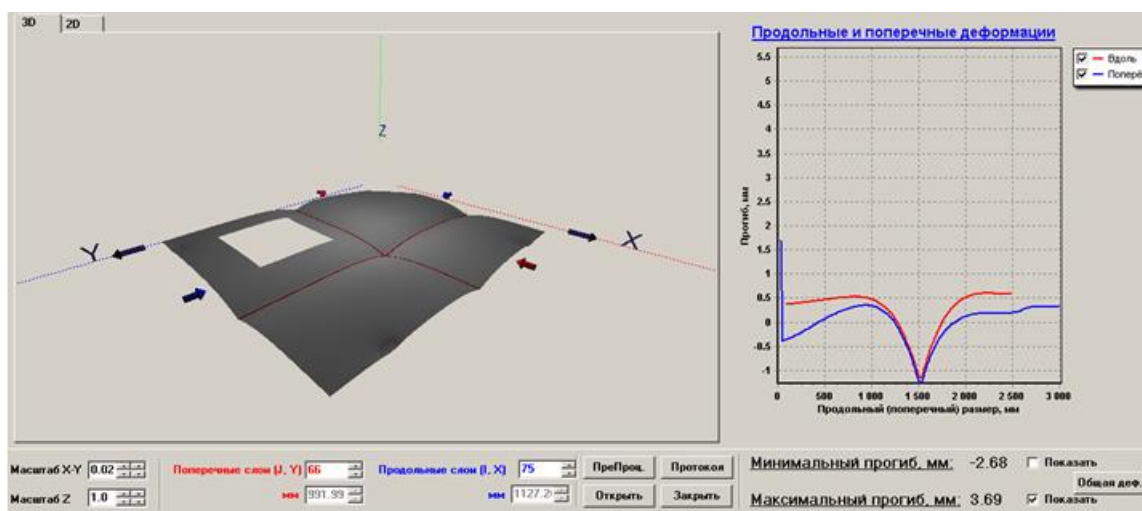 3D 2D
Z
Y
X
Продольные и поперечные деформации
Вдоль
Попере
Прогиб, мм
5.5
5
4.5
4
3.5
3
2.5
2
1.5
1
0.5
0
-0.5
-1
0 500 1 000 1 500 2 000 2 500 3 000
Продольный (поперечный) размер, мм
Масштаб X-Y 0.02 Поперечные слои (J, Y) 66 Продольные слои (I, X) 75 ПреПроц. Протокол Минимальный прогиб, мм: -2.68 Показать
Общая деф.
Масштаб Z 1.0 мм 991.99 мм 1127.2 Открыть Закрыть Максимальный прогиб, мм: 3.69 Показать